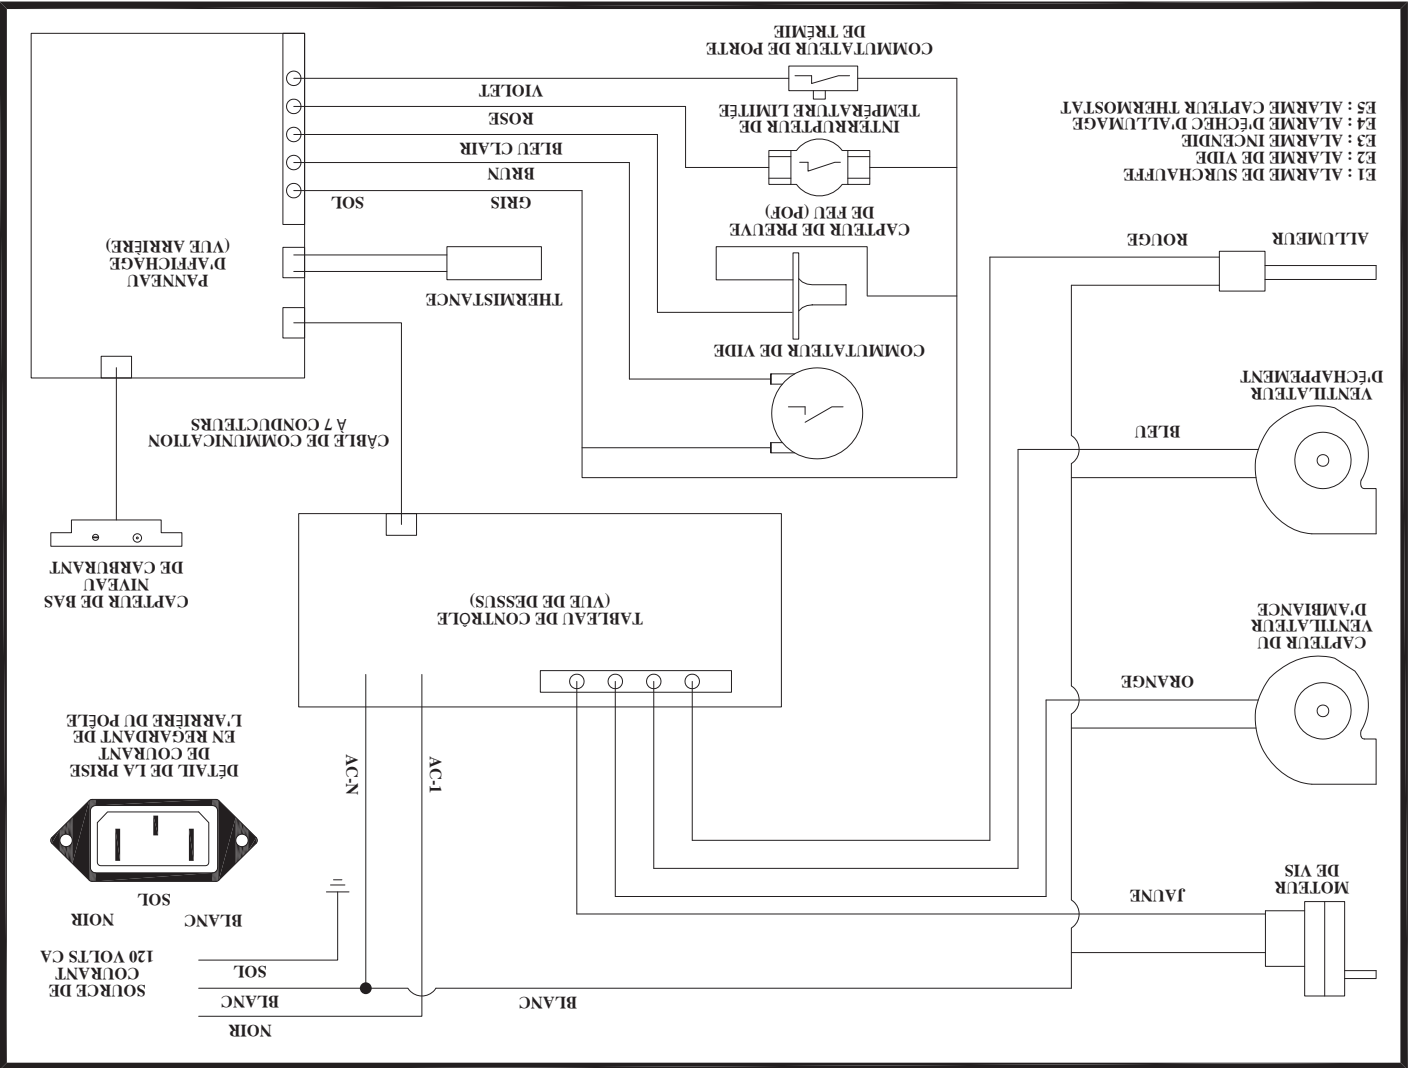 NOIR
BLANC
SOL
SOURCE DE
COURANT
120 VOLTS CA
BLANC
BLANC
NOIR
SOL
DÉTAIL DE LA PRISE
DE COURANT
EN REGARDANT DE
L'ARRIÈRE DU POÊLE
AC-N
AC-1
MOTEUR
DE VIS
JAUNE
ORANGE
CAPTEUR DU
VENTILATEUR
D'AMBIANCE
TABLEAU DE CONTRÔLE
(VUE DE DESSUS)
CAPTEUR DE BAS
NIVEAU
DE CARBURANT
CÂBLE DE COMMUNICATION
À 7 CONDUCTEURS
BLEU
VENTILATEUR
D'ÉCHAPPEMENT
COMMUTATEUR DE VIDE
THERMISTANCE
PANNEAU
D'AFFICHAGE
(VUE ARRIÈRE)
ALLUMEUR
ROUGE
CAPTEUR DE PREUVE
DE FEU (POF)
GRIS
SOL
BRUN
BLEU CLAIR
ROSE
VIOLET
E1 : ALARME DE SURCHAUFFE
E2 : ALARME DE VIDE
E3 : ALARME INCENDIE
E4 : ALARME D'ÉCHEC D'ALLUMAGE
E5 : ALARME CAPTEUR THERMOSTAT
INTERRUPTEUR DE
TEMPÉRATURE LIMITÉE
COMMUTATEUR DE PORTE
DE TRÉMIE